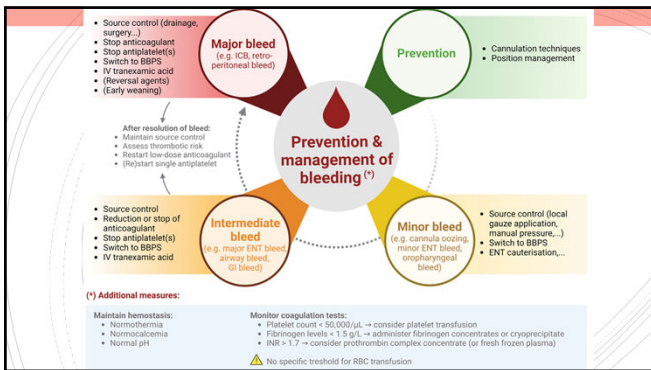 • Source control (drainage,
surgery...)
• Stop anticoagulant
• Stop antiplatelet(s)
• Switch to BBPS
• IV tranexamic acid
• (Reversal agents)
• (Early weaning)
Major bleed
(e.g. ICB, retro-
peritoneal bleed)
Prevention
• Cannulation techniques
• Position management
After resolution of bleed:
• Maintain source control
• Assess thrombotic risk
• Restart low-dose anticoagulant
• (Re)start single antiplatelet
Prevention &
management of
bleeding (*)
• Source control
• Reduction or stop of
anticoagulant
• Stop antiplatelet(s)
• Switch to BBPS
• IV tranexamic acid
Intermediate
bleed
(e.g. major ENT bleed,
airway bleed,
GI bleed)
Minor bleed
(e.g. cannula oozing,
minor ENT bleed,
oropharyngeal
bleed)
• Source control (local
gauze application,
manual pressure,...)
• Switch to BBPS
• ENT cauterisation,...
(*) Additional measures:
Maintain hemostasis:
• Normothermia
• Normocalcemia
• Normal pH
Monitor coagulation tests:
• Platelet count < 50,000/µL → consider platelet transfusion
• Fibrinogen levels < 1.5 g/L → administer fibrinogen concentrates or cryoprecipitate
• INR > 1.7 → consider prothrombin complex concentrate (or fresh frozen plasma)
No specific treshold for RBC transfusion